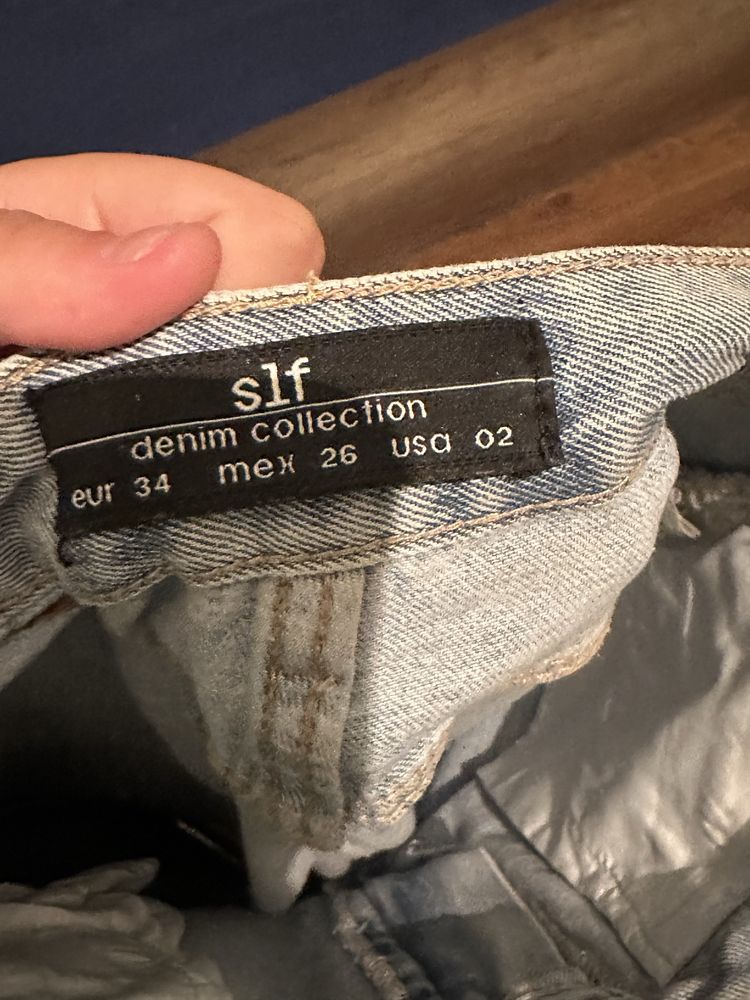 slf
denim collection
eur 34 mex 26 usa 02